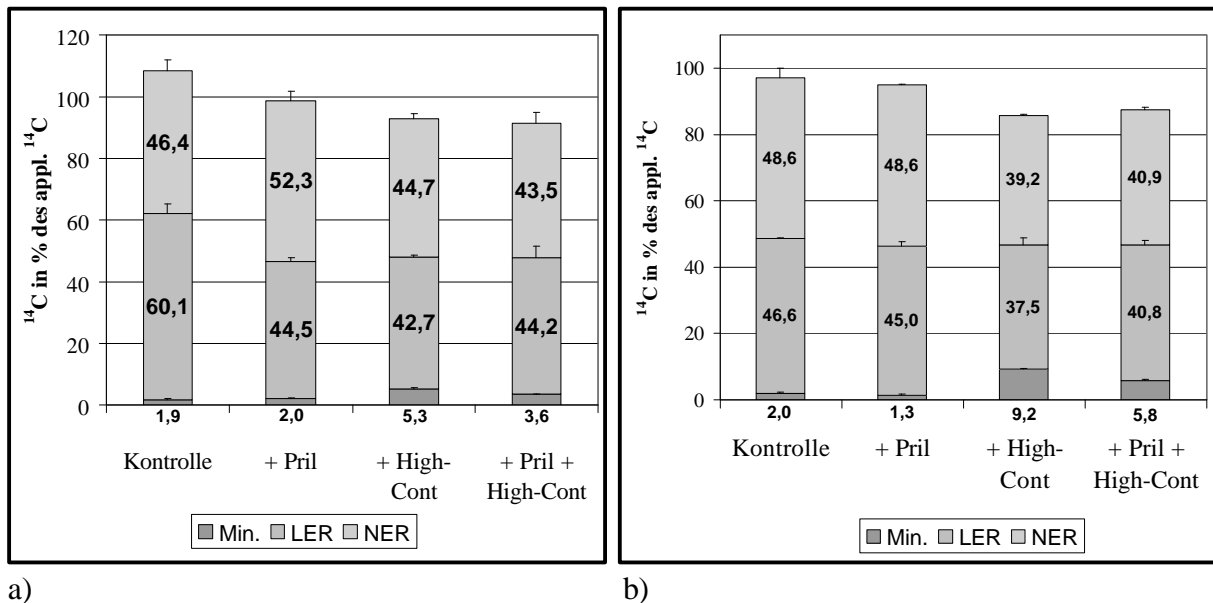 120
100
80
60
40
20
0
¹⁴C in % des appl. ¹⁴C
46,4
52,3
44,7
43,5
60,1
44,5
42,7
44,2
1,9
2,0
5,3
3,6
Kontrolle
+ Pril
+ High-
Cont
+ Pril +
High-Cont
Min. LER NER
a)
100
80
60
40
20
0
¹⁴C in % des appl. ¹⁴C
48,6
48,6
39,2
40,9
46,6
45,0
37,5
40,8
2,0
1,3
9,2
5,8
Kontrolle
+ Pril
+ High-
Cont
+ Pril +
High-Cont
Min. LER NER
b)